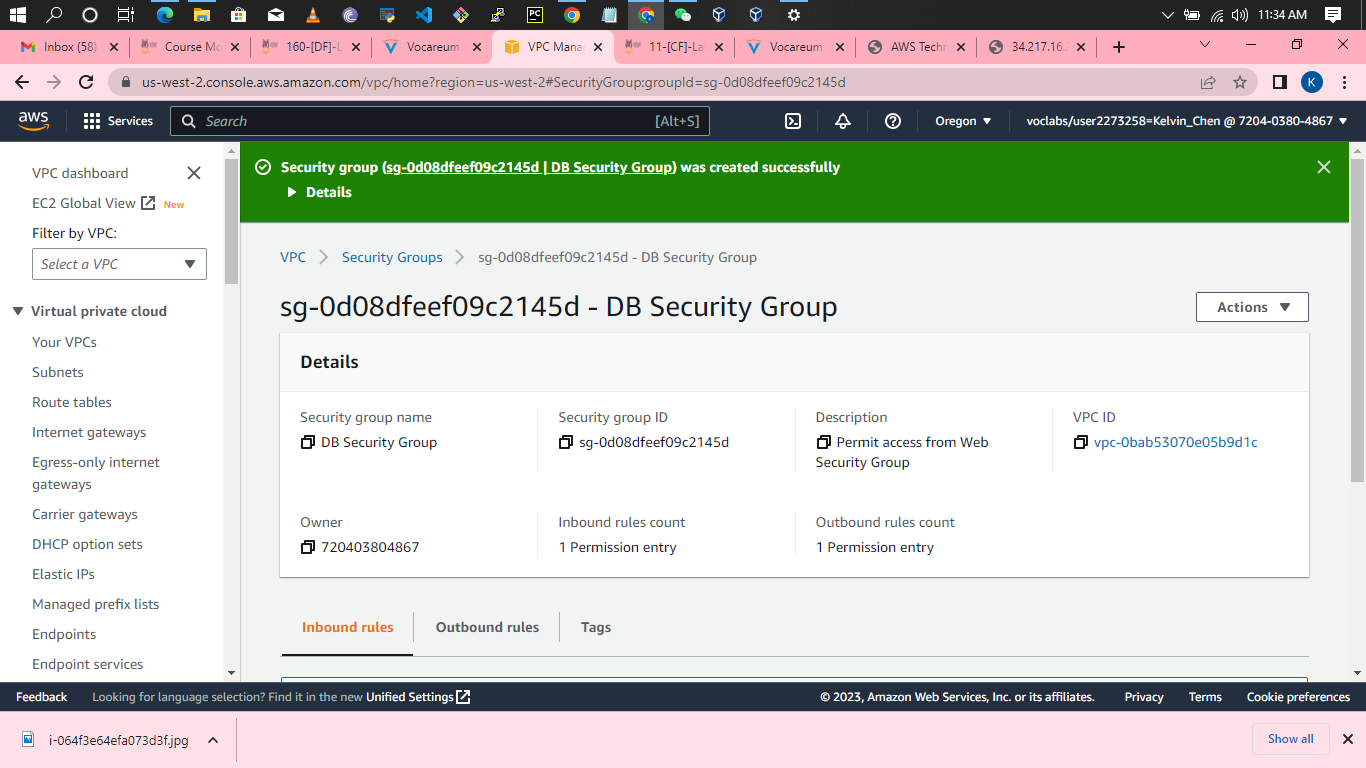 11:34 AM
Inbox (58)
Course Mo
160-[DF]-L
Vocareum
VPC Mana
11-[CF]-La
Vocareum
AWS Techn
34.217.16.
us-west-2.console.aws.amazon.com/vpc/home?region=us-west-2#SecurityGroup:groupId=sg-0d08dfeef09c2145d
K
aws
Services
Search
[Alt+S]
Oregon
voclabs/user2273258=Kelvin_Chen @ 7204-0380-4867
VPC dashboard
EC2 Global View New
Filter by VPC:
Select a VPC
Virtual private cloud
Your VPCs
Subnets
Route tables
Internet gateways
Egress-only internet
gateways
Carrier gateways
DHCP option sets
Elastic IPs
Managed prefix lists
Endpoints
Endpoint services
Security group (sg-0d08dfeef09c2145d | DB Security Group) was created successfully
Details
VPC
Security Groups
sg-0d08dfeef09c2145d - DB Security Group
sg-0d08dfeef09c2145d - DB Security Group
Actions
Details
Security group name
DB Security Group
Security group ID
sg-0d08dfeef09c2145d
Description
Permit access from Web
Security Group
VPC ID
vpc-0bab53070e05b9d1c
Owner
720403804867
Inbound rules count
1 Permission entry
Outbound rules count
1 Permission entry
Inbound rules
Outbound rules
Tags
Feedback
Looking for language selection? Find it in the new Unified Settings
© 2023, Amazon Web Services, Inc. or its affiliates.
Privacy
Terms
Cookie preferences
i-064f3e64efa073d3f.jpg
Show all